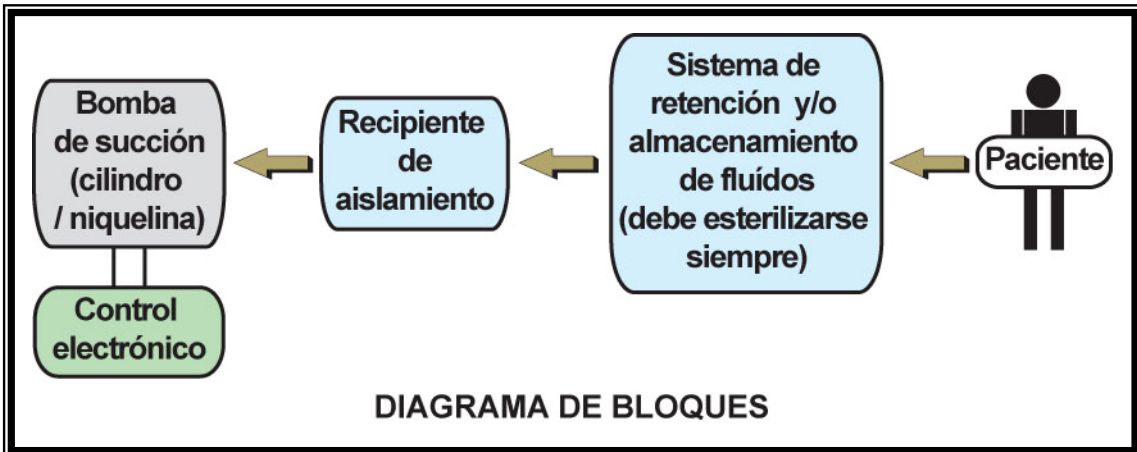 Bomba
de succión
(cilindro
/ niquelina)
Control
electrónico
Recipiente
de
aislamiento
Sistema de
retención y/o
almacenamiento
de fluídos
(debe esterilizarse
siempre)
Paciente
DIAGRAMA DE BLOQUES